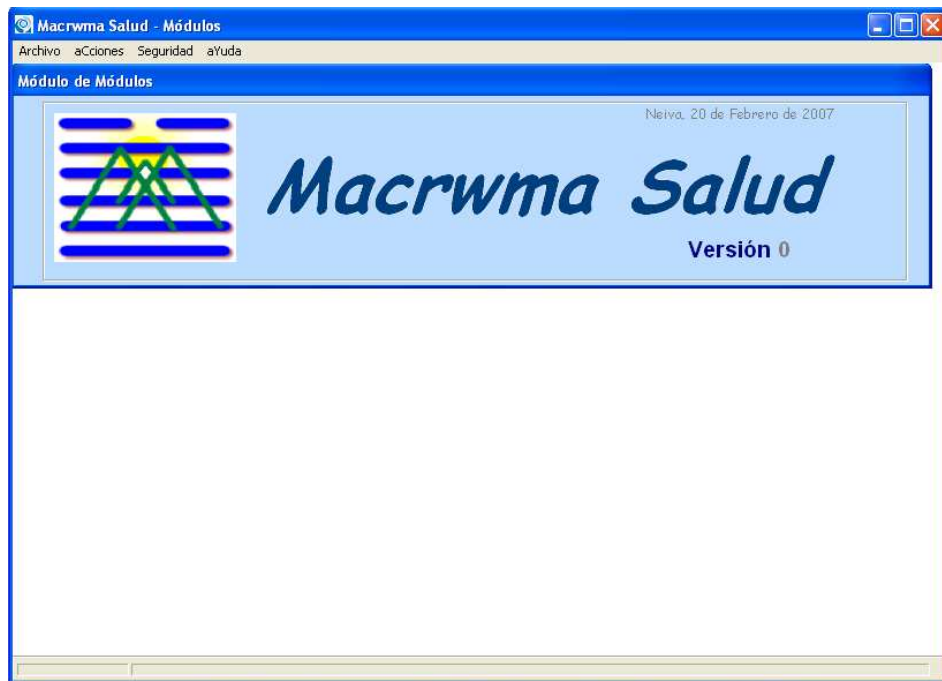 Macrwma Salud - Módulos
Archivo aCciones Seguridad aYuda
Módulo de Módulos
Neiva, 20 de Febrero de 2007
Macrwma Salud
Versión 0